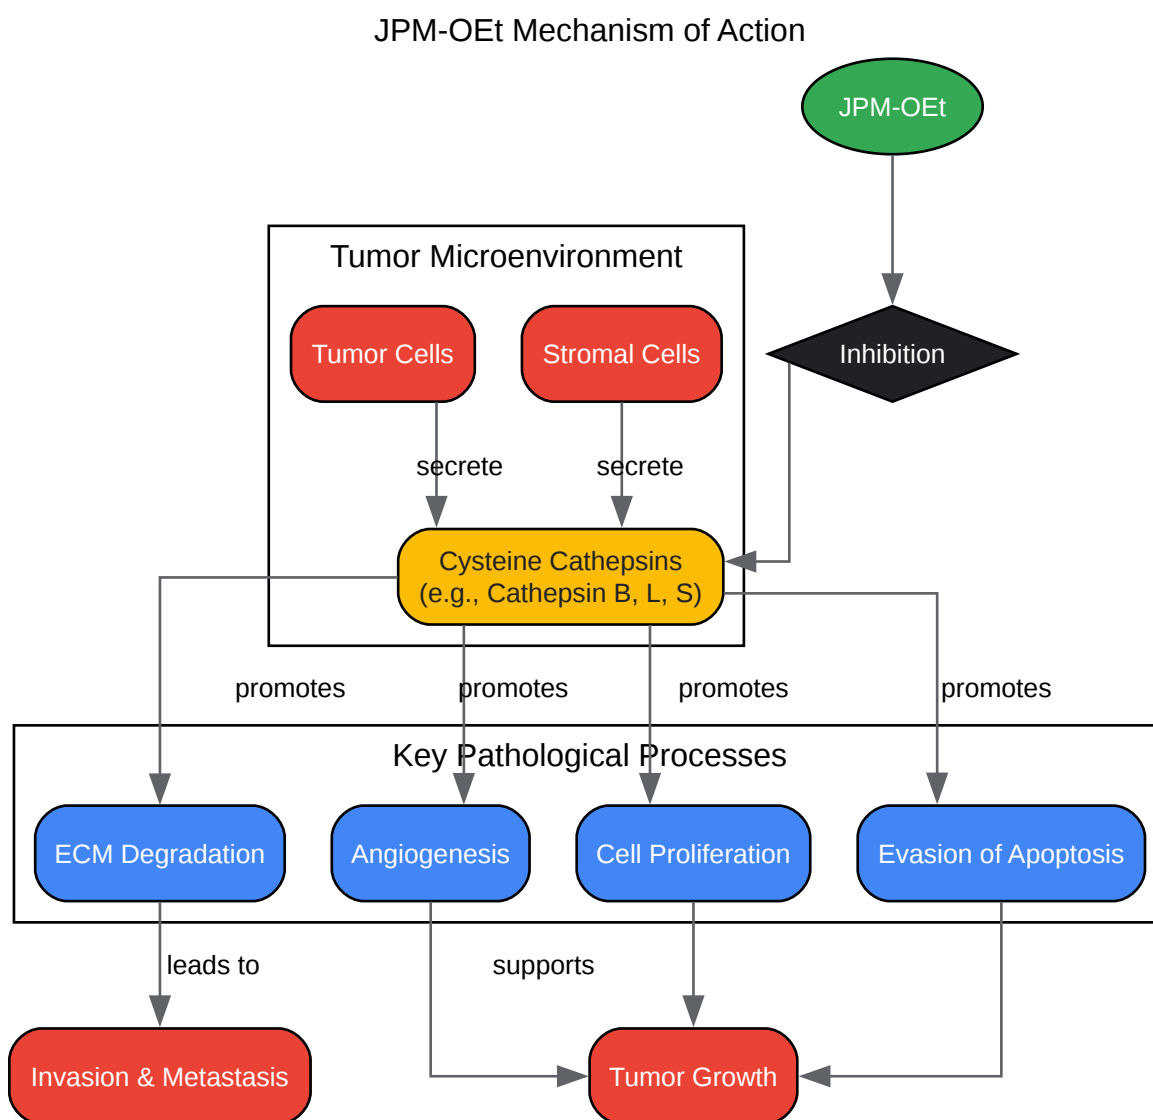 JPM-OEt Mechanism of Action
JPM-OEt
Tumor Microenvironment
Tumor Cells
Stromal Cells
Inhibition
secrete
secrete
Cysteine Cathepsins
(e.g., Cathepsin B, L, S)
promotes
promotes
promotes
promotes
Key Pathological Processes
ECM Degradation
Angiogenesis
Cell Proliferation
Evasion of Apoptosis
leads to
supports
Invasion & Metastasis
Tumor Growth